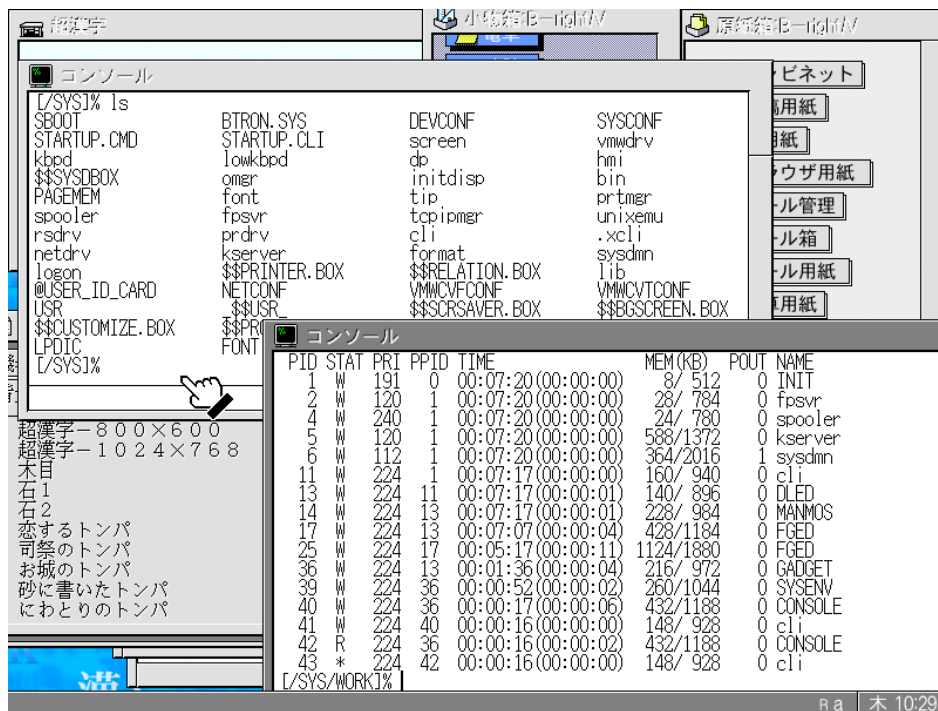 超漢字
小物箱:B-right/V
原紙箱:B-right/V
コンソール
[/SYS]% ls
SBOOT BTRON.SYS DEVCONF SYSCONF
STARTUP.CMD STARTUP.CLI screen vmwdrv
kbpd lowkbpd dp hmi
$$SYSDBOX omgr initdisp bin
PAGEMEM font tip prtmgr
spooler fpsvr tcpipmgr unixemu
rsdrv prdrv cli .xcli
netdrv kserver format sysdmn
logon $$PRINTER.BOX $$RELATION.BOX lib
@USER_ID_CARD NETCONF VMWCVFCONF VMWCVTCONF
USR _$$USR_ $$SCRSAVER.BOX $$BGSCREEN.BOX
$$CUSTOMIZE.BOX $$PRO
LPDIC FONT
[/SYS]%
ビネット
用紙
紙
ウザ用紙
ル管理
ル箱
ル用紙
用紙
コンソール
PID STAT PRI PPID TIME MEM(KB) POUT NAME
1 W 191 0 00:07:20(00:00:00) 8/ 512 0 INIT
2 W 120 1 00:07:20(00:00:00) 28/ 784 0 fpsvr
4 W 240 1 00:07:20(00:00:00) 24/ 780 0 spooler
5 W 120 1 00:07:20(00:00:00) 588/1372 0 kserver
6 W 112 1 00:07:20(00:00:00) 364/2016 1 sysdmn
11 W 224 1 00:07:17(00:00:00) 160/ 940 0 cli
13 W 224 11 00:07:17(00:00:01) 140/ 896 0 DLED
14 W 224 13 00:07:17(00:00:01) 228/ 984 0 MANMOS
17 W 224 13 00:07:07(00:00:04) 428/1184 0 FGED
25 W 224 17 00:05:17(00:00:11) 1124/1880 0 FGED
36 W 224 13 00:01:36(00:00:04) 216/ 972 0 GADGET
39 W 224 36 00:00:52(00:00:02) 260/1044 0 SYSENV
40 W 224 36 00:00:17(00:00:06) 432/1188 0 CONSOLE
41 W 224 40 00:00:16(00:00:00) 148/ 928 0 cli
42 R 224 36 00:00:16(00:00:02) 432/1188 0 CONSOLE
43 * 224 42 00:00:16(00:00:00) 148/ 928 0 cli
[/SYS/WORK]%
超漢字-800×600
超漢字-1024×768
木目
石1
石2
恋するトンパ
司祭のトンパ
お城のトンパ
砂に書いたトンパ
にわとりのトンパ
Ra 木 10:29